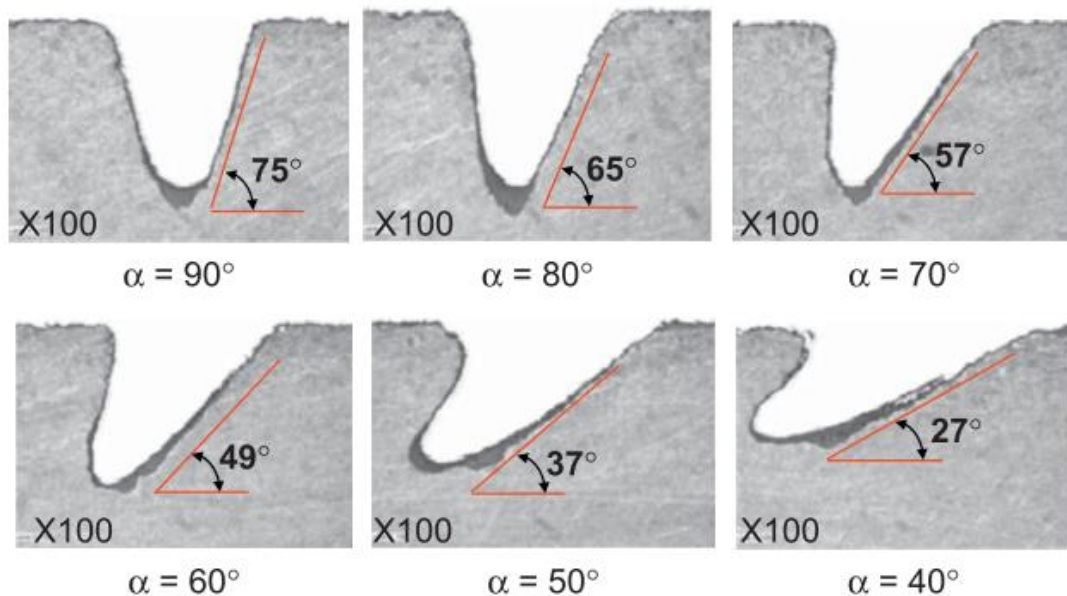 75°
X100
α = 90°
65°
X100
α = 80°
57°
X100
α = 70°
49°
X100
α = 60°
37°
X100
α = 50°
27°
X100
α = 40°